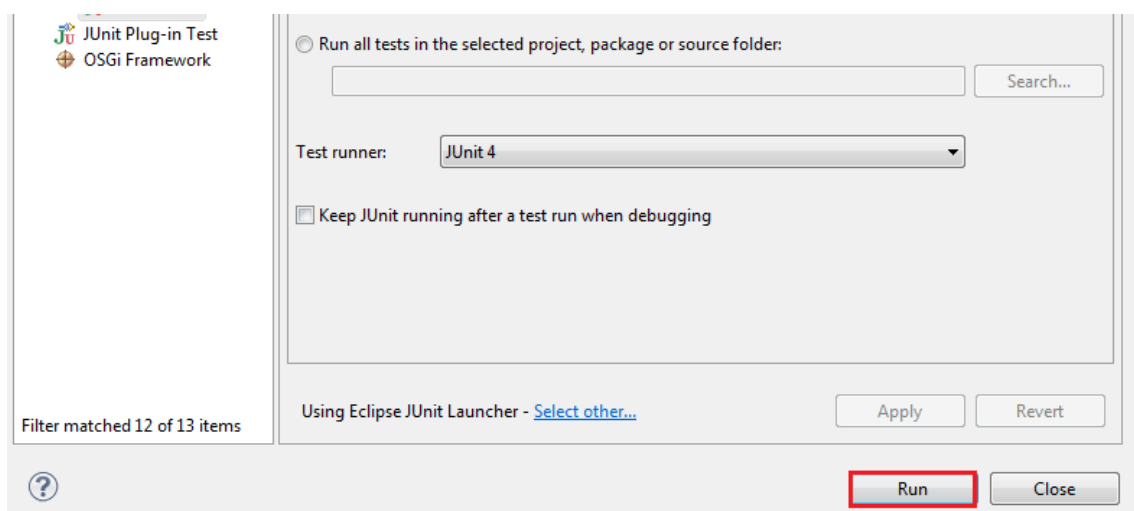 JUnit Plug-in Test
OSGi Framework
Run all tests in the selected project, package or source folder:
Search...
Test runner:
JUnit 4
Keep JUnit running after a test run when debugging
Using Eclipse JUnit Launcher - Select other...
Apply
Revert
Filter matched 12 of 13 items
Run
Close